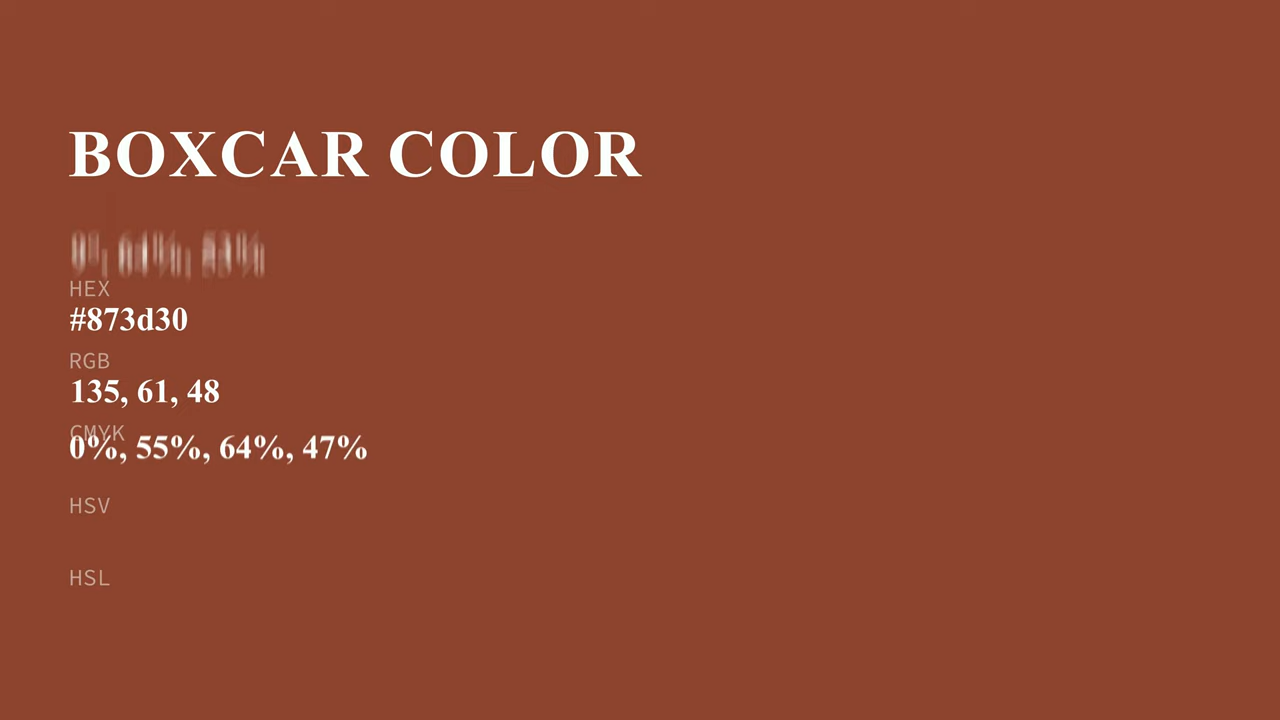 BOXCAR COLOR
HEX
#873d30
RGB
135, 61, 48
CMYK
0%, 55%, 64%, 47%
HSV
HSL